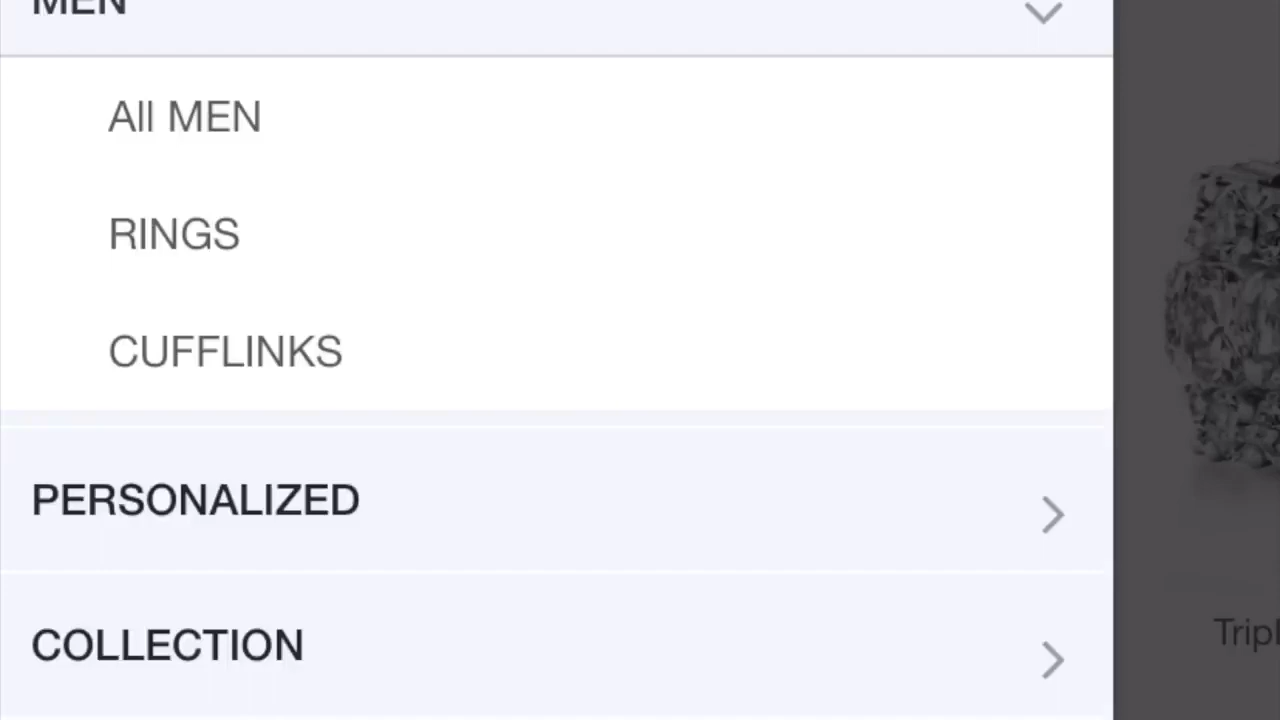 MEN
All MEN
RINGS
CUFFLINKS
PERSONALIZED
COLLECTION